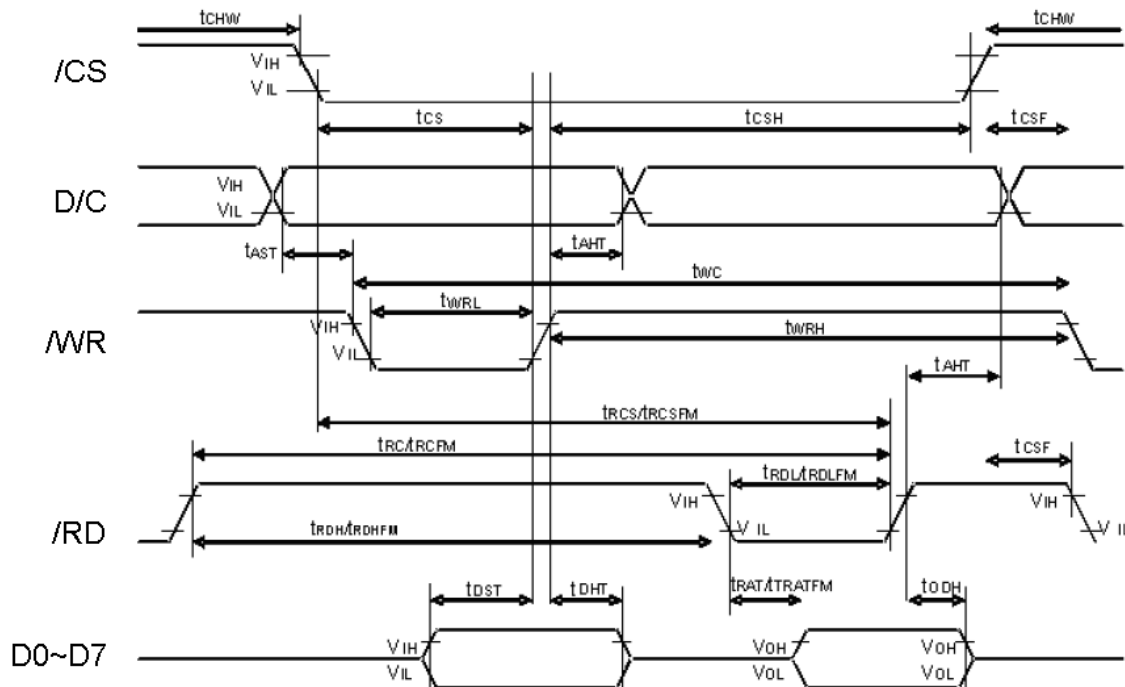 tCHW tCHW
/CS
VIH
VIL
tCS tCSH tCSF
D/C
VIH
VIL
tAST tAHT
tWC
tWRL
/WR
VIH
VIL
tWRH
tAHT
tRCS/tRCSFM
tRC/tRCFM
tCSF
tRDL/tRDLFM
VIH VIH
/RD
tRDH/tRDHFM
VIL VIL
tDST tDHT tRAT/tTRATFM tODH
D0~D7
VIH VOH VOH
VIL VOL VOL